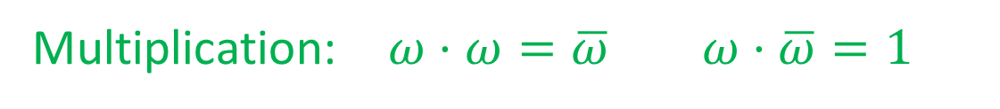 Multiplication: ω · ω = ω̅ ω · ω̅ = 1